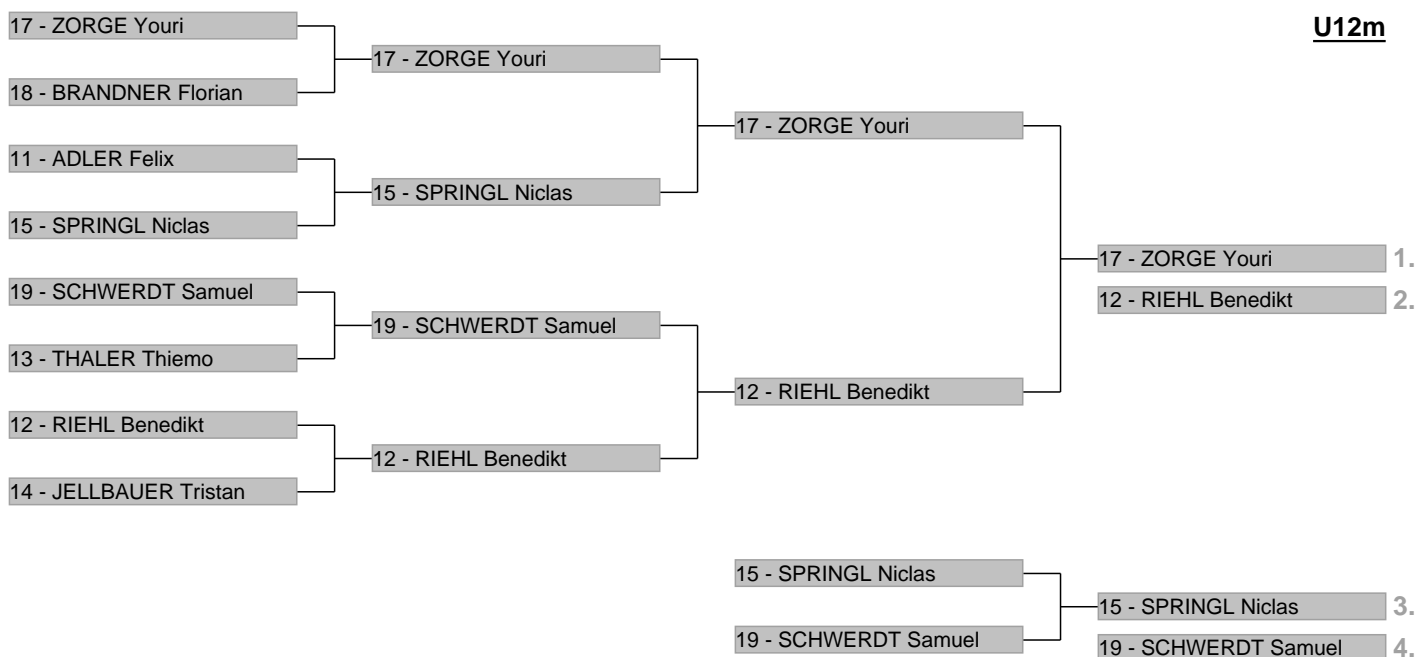 U12m
17 - ZORGE Youri
18 - BRANDNER Florian
11 - ADLER Felix
15 - SPRINGL Niclas
19 - SCHWERDT Samuel
13 - THALER Thiemo
12 - RIEHL Benedikt
14 - JELLBAUER Tristan
17 - ZORGE Youri
15 - SPRINGL Niclas
19 - SCHWERDT Samuel
12 - RIEHL Benedikt
17 - ZORGE Youri
12 - RIEHL Benedikt
17 - ZORGE Youri 1.
12 - RIEHL Benedikt 2.
15 - SPRINGL Niclas
19 - SCHWERDT Samuel
15 - SPRINGL Niclas 3.
19 - SCHWERDT Samuel 4.